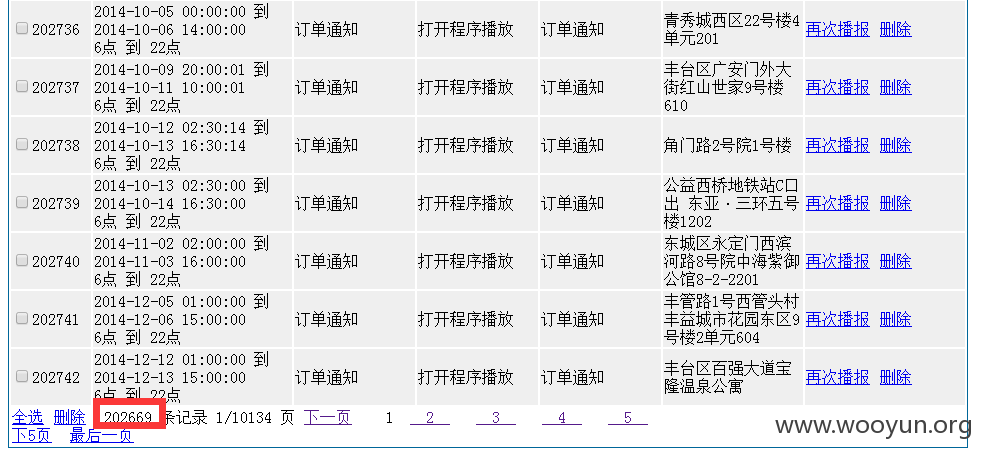 2014-10-05 00:00:00 到
202736 2014-10-06 14:00:00 订单通知 打开程序播放 订单通知 青秀城西区22号楼4 再次播报 删除
6点 到 22点 单元201
2014-10-09 20:00:01 到 丰台区广安门外大
202737 2014-10-11 10:00:01 订单通知 打开程序播放 订单通知 街红山世家9号楼 再次播报 删除
6点 到 22点 610
2014-10-12 02:30:14 到
202738 2014-10-13 16:30:14 订单通知 打开程序播放 订单通知 角门路2号院1号楼 再次播报 删除
6点 到 22点
2014-10-13 02:30:00 到 公益西桥地铁站C口
202739 2014-10-14 16:30:00 订单通知 打开程序播放 订单通知 出 东亚·三环五号 再次播报 删除
6点 到 22点 楼1202
2014-11-02 02:00:00 到 东城区永定门西滨
202740 2014-11-03 16:00:00 订单通知 打开程序播放 订单通知 河路8号院中海紫御 再次播报 删除
6点 到 22点 公馆8-2-2201
2014-12-05 01:00:00 到 丰管路1号西管头村
202741 2014-12-06 15:00:00 订单通知 打开程序播放 订单通知 丰益城市花园东区9 再次播报 删除
6点 到 22点 号楼2单元604
2014-12-12 01:00:00 到
202742 2014-12-13 15:00:00 订单通知 打开程序播放 订单通知 丰台区百强大道宝 再次播报 删除
6点 到 22点 隆温泉公寓
全选 删除 202669 条记录 1/10134 页 下一页 1 2 3 4 5
下5页 最后一页
www.wooyun.org